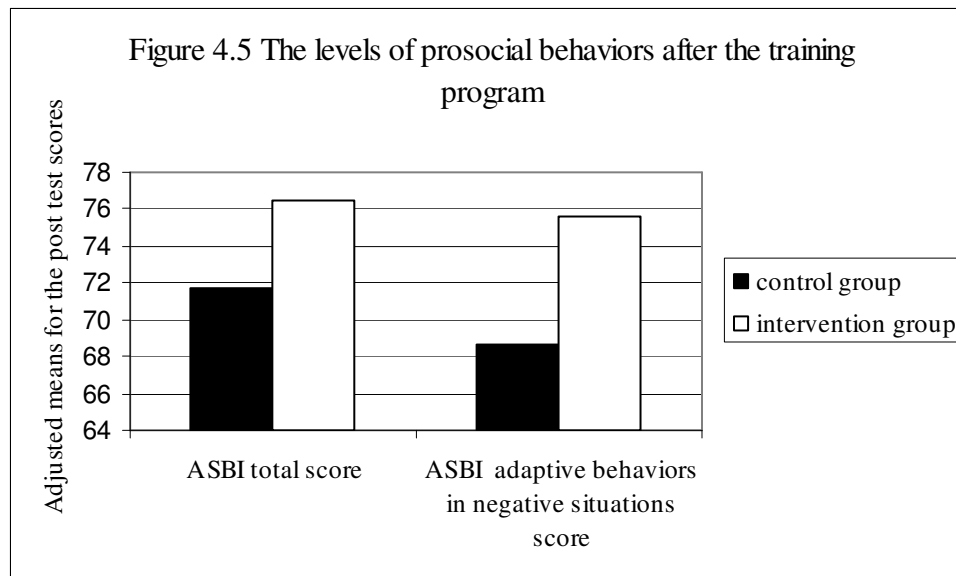 Figure 4.5 The levels of prosocial behaviors after the training
program
Adjusted means for the post test scores
78
76
74
72
70
68
66
64
ASBI total score
ASBI adaptive behaviors
in negative situations
score
control group
intervention group